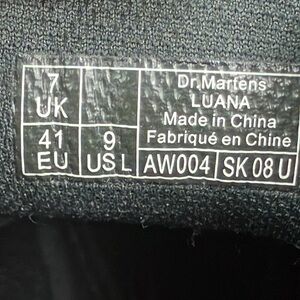 7 UK
41 EU
9 US L
Dr.Martens
LUANA
Made in China
Fabriqué en Chine
AW004
SK 08 U